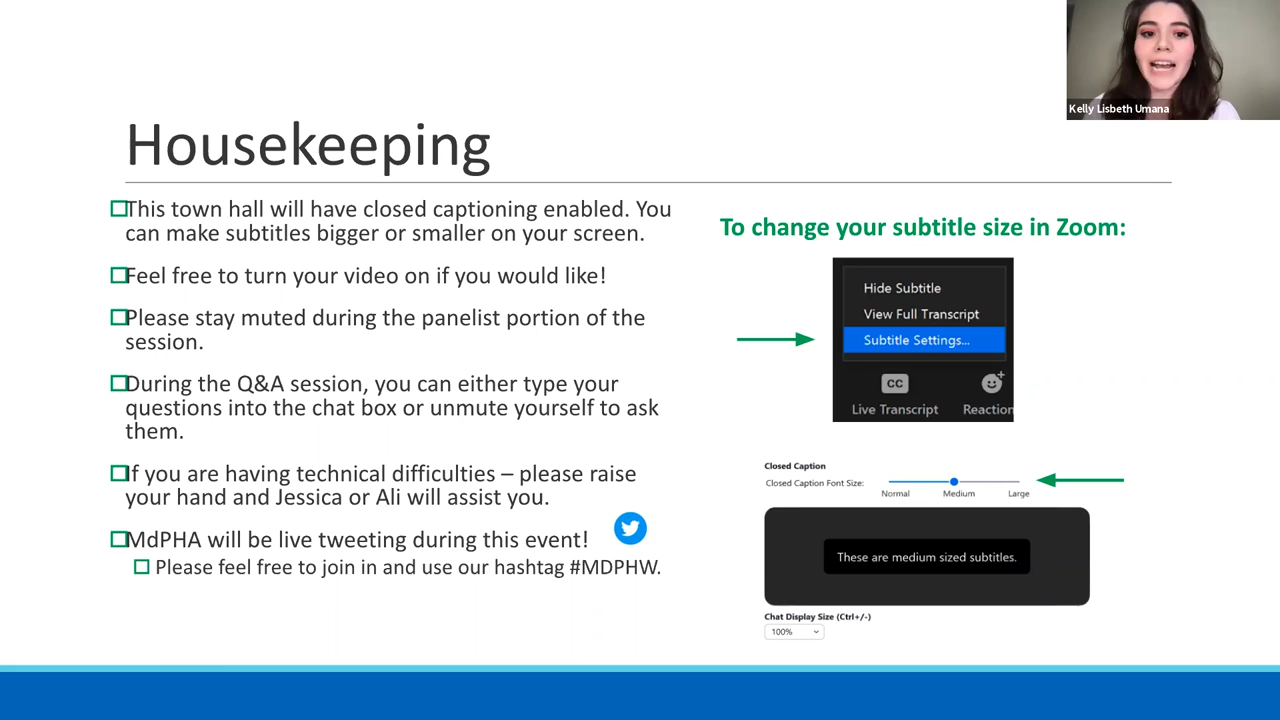 Kelly Lisbeth Umana
Housekeeping
This town hall will have closed captioning enabled. You
can make subtitles bigger or smaller on your screen.
Feel free to turn your video on if you would like!
Please stay muted during the panelist portion of the
session.
During the Q&A session, you can either type your
questions into the chat box or unmute yourself to ask
them.
If you are having technical difficulties – please raise
your hand and Jessica or Ali will assist you.
MdPHA will be live tweeting during this event!
Please feel free to join in and use our hashtag #MDPHW.
To change your subtitle size in Zoom:
Hide Subtitle
View Full Transcript
Subtitle Settings...
CC
Live Transcript Reaction
Closed Caption
Closed Caption Font Size:
Normal Medium Large
These are medium sized subtitles.
Chat Display Size (Ctrl+/-)
100%